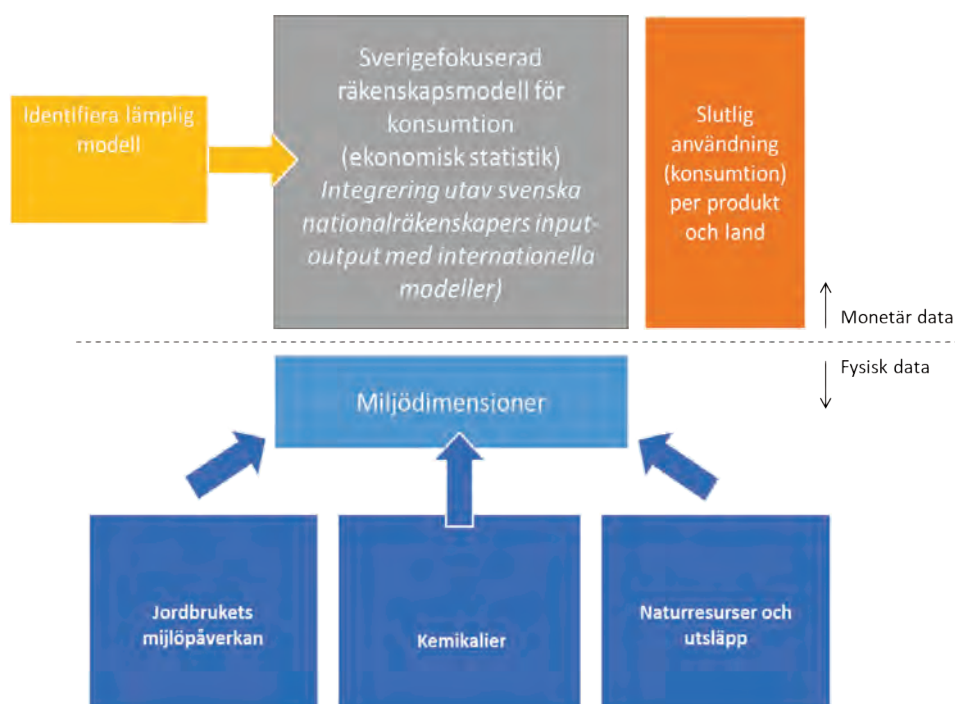 Identifiera lämplig
modell
Sverigefokuserad
räkenskapsmodell för
konsumtion
(ekonomisk statistik)
Integrering utav svenska
nationalräkenskapers input-
output med internationella
modeller)
Slutlig
användning
(konsumtion)
per produkt
och land
Monetär data
Fysisk data
Miljödimensioner
Jordbrukets
mijlöpåverkan
Kemikalier
Naturresurser och
utsläpp